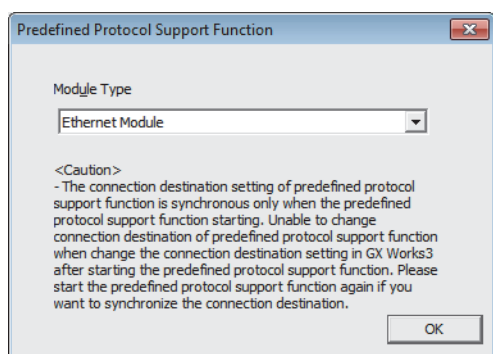 Predefined Protocol Support Function
Module Type
Ethernet Module
<Caution>
- The connection destination setting of predefined protocol
support function is synchronous only when the predefined
protocol support function starting. Unable to change
connection destination of predefined protocol support function
when change the connection destination setting in GX Works3
after starting the predefined protocol support function. Please
start the predefined protocol support function again if you
want to synchronize the connection destination.
OK